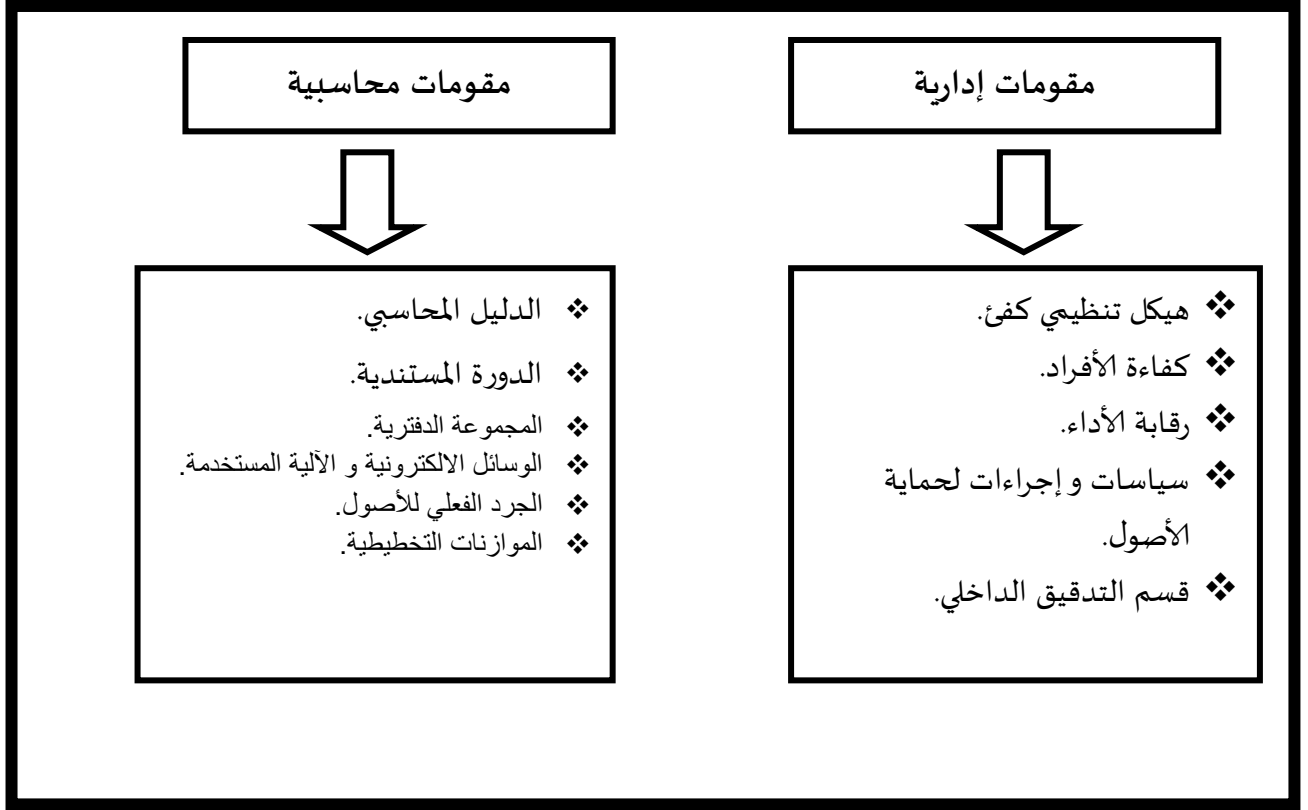 مقومات إدارية
❖ هيكل تنظيمي كفئ.
❖ كفاءة الأفراد.
❖ رقابة الأداء.
❖ سياسات وإجراءات لحماية
الأصول.
❖ قسم التدقيق الداخلي.
مقومات محاسبية
❖ الدليل المحاسبي.
❖ الدورة المستندية.
❖ المجموعة الدفترية.
❖ الوسائل الالكترونية و الآلية المستخدمة.
❖ الجرد الفعلي للأصول.
❖ الموازنات التخطيطية.